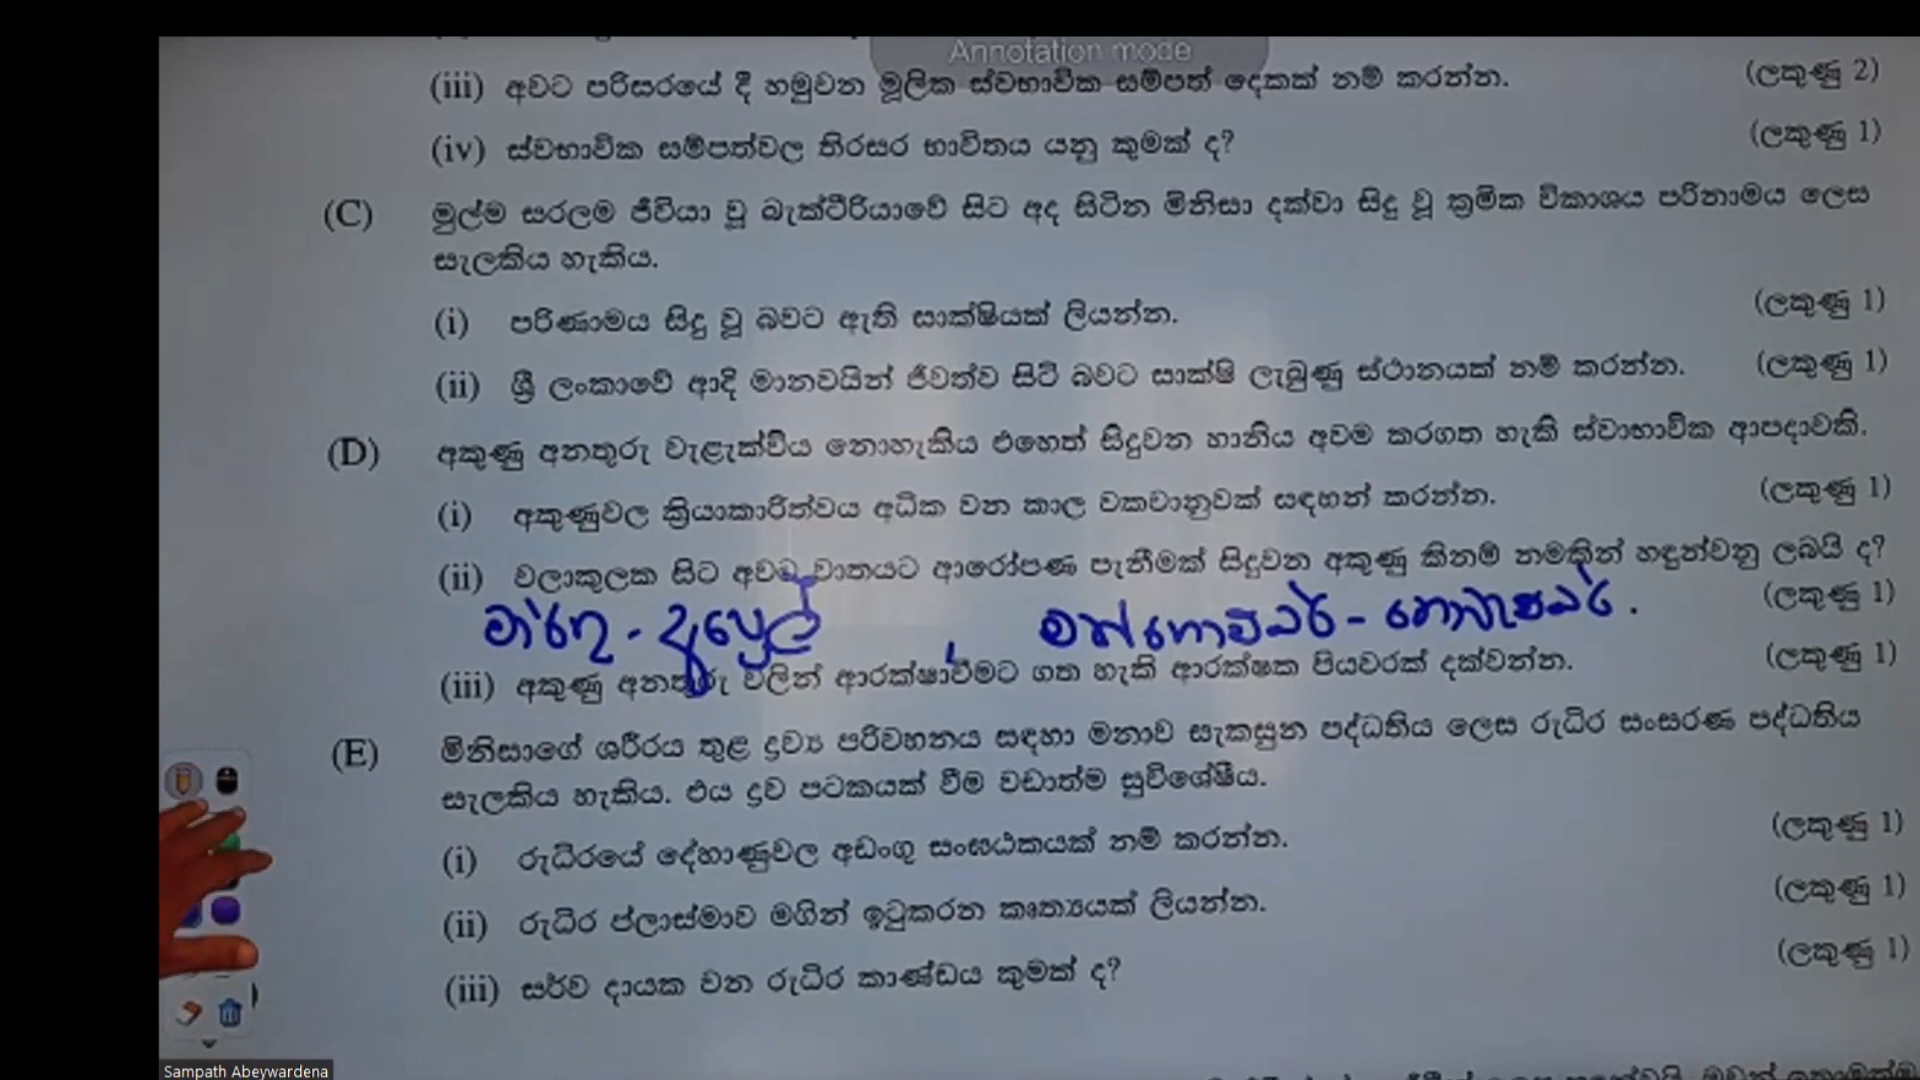 Annotation mode
(iii) අවට පරිසරයේ දී හමුවන මූලික ස්වභාවික සම්පත් දෙකක් නම් කරන්න. (ලකුණු 2)
(iv) ස්වභාවික සම්පත්වල තිරසර භාවිතය යනු කුමක් ද? (ලකුණු 1)
(C) මුල්ම සරලම ජීවියා වූ බැක්ටීරියාවේ සිට අද සිටින මිනිසා දක්වා සිදු වූ ක්‍රමික විකාශය පරිනාමය ලෙස
සැලකිය හැකිය.
(i) පරිණාමය සිදු වූ බවට ඇති සාක්ෂියක් ලියන්න. (ලකුණු 1)
(ii) ශ්‍රී ලංකාවේ ආදි මානවයින් ජීවත්ව සිටි බවට සාක්ෂි ලැබුණු ස්ථානයක් නම් කරන්න. (ලකුණු 1)
(D) අකුණු අනතුරු වැළැක්විය නොහැකිය එහෙත් සිදුවන හානිය අවම කරගත හැකි ස්වාභාවික ආපදාවකි.
(i) අකුණුවල ක්‍රියාකාරිත්වය අධික වන කාල වකවානුවක් සඳහන් කරන්න. (ලකුණු 1)
(ii) වලාකුලක සිට අවට වාතයට ආරෝපණ පැනීමක් සිදුවන අකුණු කිනම් නමකින් හඳුන්වනු ලබයි ද?
(ලකුණු 1)
මාර්තු - අප්‍රේල් , ඔක්තොවර් - නොවැම්බර් .
(iii) අකුණු අනතුරු වලින් ආරක්ෂාවීමට ගත හැකි ආරක්ෂක පියවරක් දක්වන්න. (ලකුණු 1)
(E) මිනිසාගේ ශරීරය තුළ ද්‍රව්‍ය පරිවහනය සඳහා මනාව සැකසුන පද්ධතිය ලෙස රුධිර සංසරණ පද්ධතිය
සැලකිය හැකිය. එය ද්‍රව පටකයක් වීම වඩාත්ම සුවිශේෂීය.
(i) රුධිරයේ දේහාණුවල අඩංගු සංඝඨකයක් නම් කරන්න. (ලකුණු 1)
(ii) රුධිර ප්ලාස්මාව මගින් ඉටුකරන කෘත්‍යයක් ලියන්න. (ලකුණු 1)
(iii) සර්ව දායක වන රුධිර කාණ්ඩය කුමක් ද? (ලකුණු 1)
Sampath Abeywardena